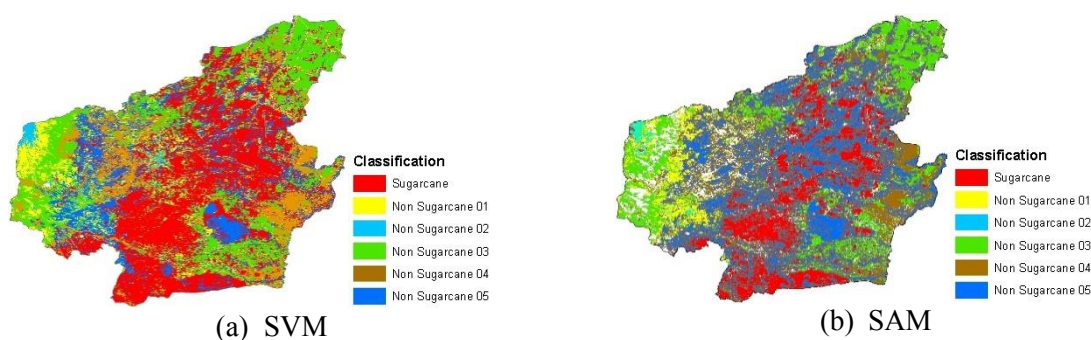 Classification
Sugarcane
Non Sugarcane 01
Non Sugarcane 02
Non Sugarcane 03
Non Sugarcane 04
Non Sugarcane 05
(a) SVM
Classification
Sugarcane
Non Sugarcane 01
Non Sugarcane 02
Non Sugarcane 03
Non Sugarcane 04
Non Sugarcane 05
(b) SAM